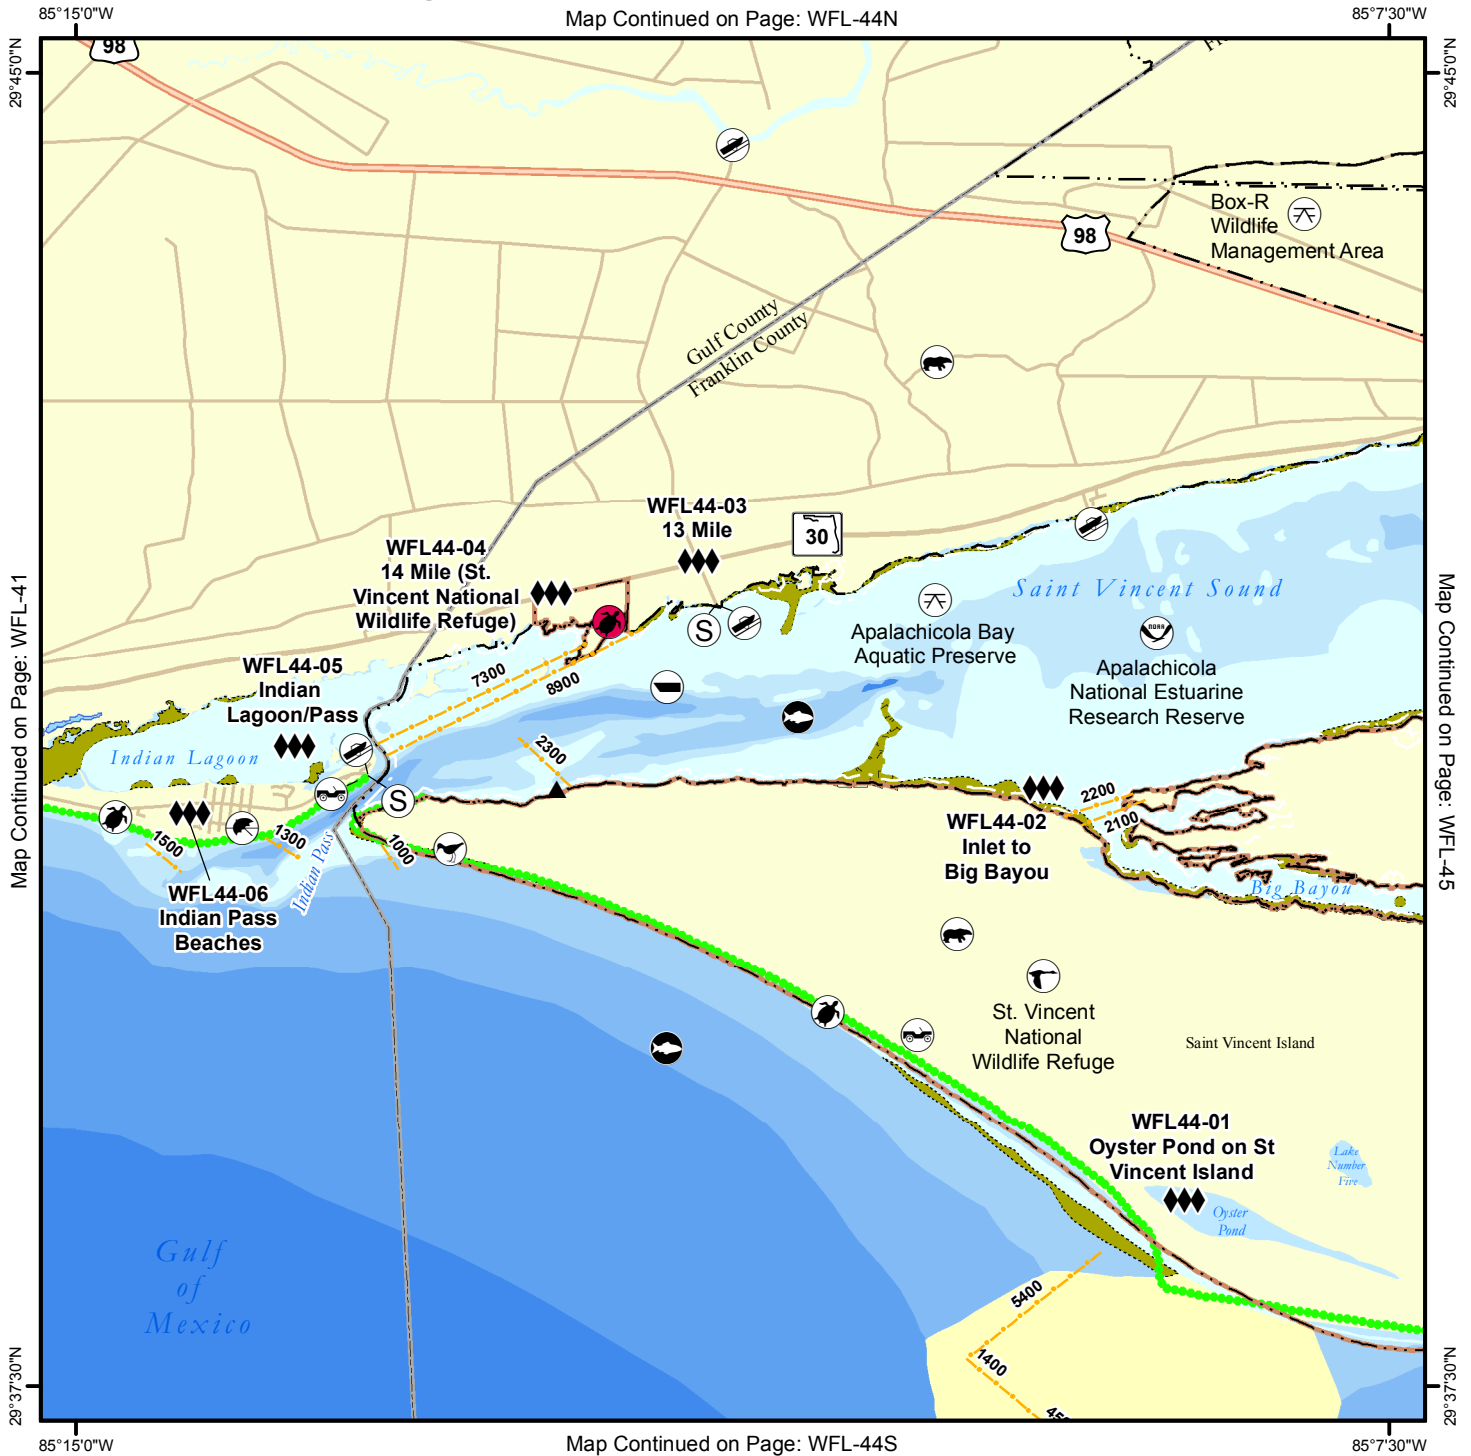 85°15'0"W
Map Continued on Page: WFL-44N
85°7'30"W
29°45'0"N
29°45'0"N
98
Box-R
Wildlife
Management Area
98
Gulf County
Franklin County
WFL44-03
13 Mile
30
WFL44-04
14 Mile (St.
Vincent National
Wildlife Refuge)
Saint Vincent Sound
S
Apalachicola Bay
Aquatic Preserve
NOAA
Apalachicola
National Estuarine
Research Reserve
Map Continued on Page: WFL-41
Map Continued on Page: WFL-45
7300
8900
WFL44-05
Indian
Lagoon/Pass
Indian Lagoon
2300
S
2200
2100
WFL44-02
Inlet to
Big Bayou
Big Bayou
1500
1300
1000
Indian Pass
WFL44-06
Indian Pass
Beaches
St. Vincent
National
Wildlife Refuge
Saint Vincent Island
WFL44-01
Oyster Pond on St
Vincent Island
Lake
Number
Five
Oyster
Pond
Gulf
of
Mexico
5400
1400
29°37'30"N
29°37'30"N
85°15'0"W
Map Continued on Page: WFL-44S
85°7'30"W